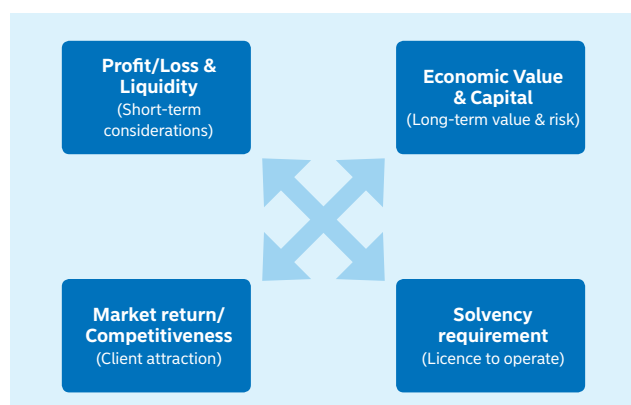 Profit/Loss &
Liquidity
(Short-term
considerations)
Economic Value
& Capital
(Long-term value & risk)
Market return/
Competitiveness
(Client attraction)
Solvency
requirement
(Licence to operate)